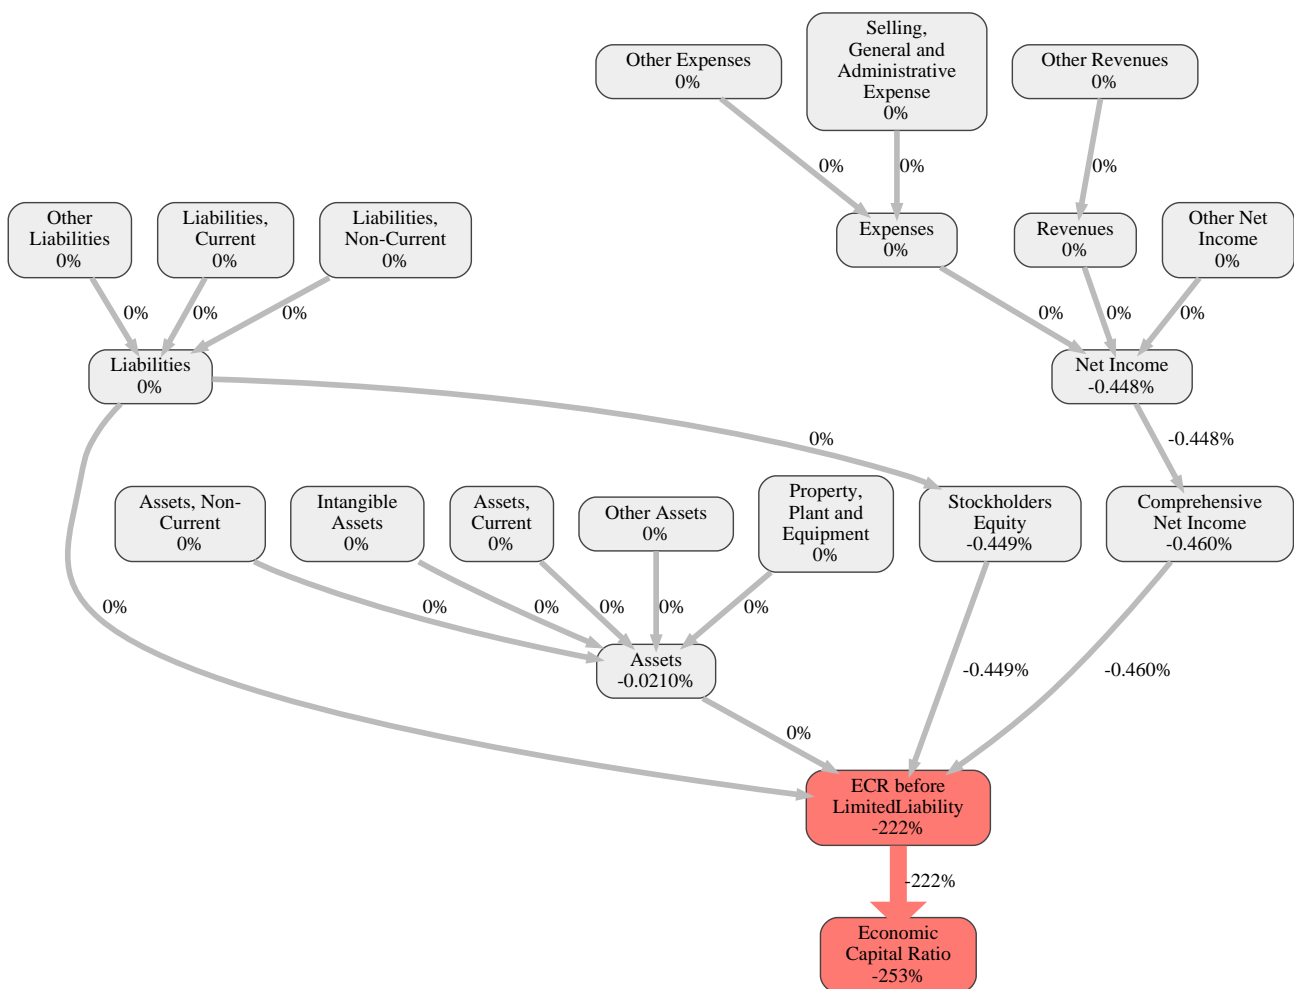 Selling,
General and
Administrative
Expense
0%
Other Expenses
0%
Other Revenues
0%
0%
0%
0%
Other
Liabilities
0%
Liabilities,
Current
0%
Liabilities,
Non-Current
0%
Expenses
0%
Revenues
0%
Other Net
Income
0%
0%
0%
0%
0%
0%
0%
Liabilities
0%
Net Income
-0.448%
0%
-0.448%
Assets, Non-
Current
0%
Intangible
Assets
0%
Assets,
Current
0%
Other Assets
0%
Property,
Plant and
Equipment
0%
Stockholders
Equity
-0.449%
Comprehensive
Net Income
-0.460%
0%
0%
0%
0%
0%
0%
Assets
-0.0210%
-0.449%
-0.460%
0%
ECR before
LimitedLiability
-222%
-222%
Economic
Capital Ratio
-253%